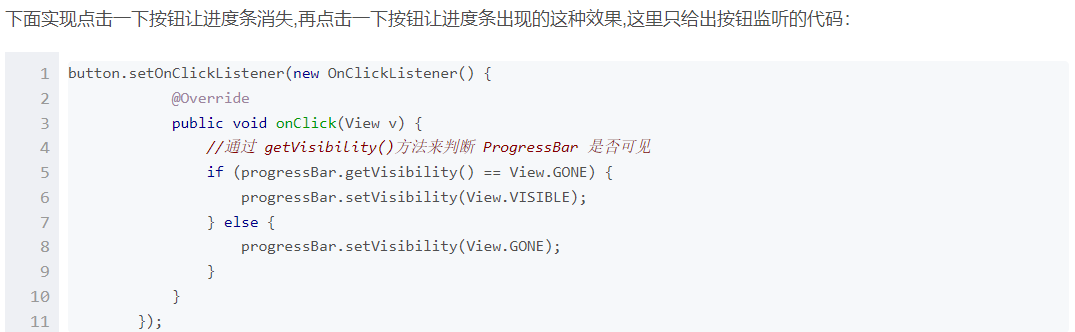 下面实现点击一下按钮让进度条消失,再点击一下按钮让进度条出现的这种效果,这里只给出按钮监听的代码：
1 button.setOnClickListener(new OnClickListener() {
2 @Override
3 public void onClick(View v) {
4 //通过 getVisibility()方法来判断 ProgressBar 是否可见
5 if (progressBar.getVisibility() == View.GONE) {
6 progressBar.setVisibility(View.VISIBLE);
7 } else {
8 progressBar.setVisibility(View.GONE);
9 }
10 }
11 });